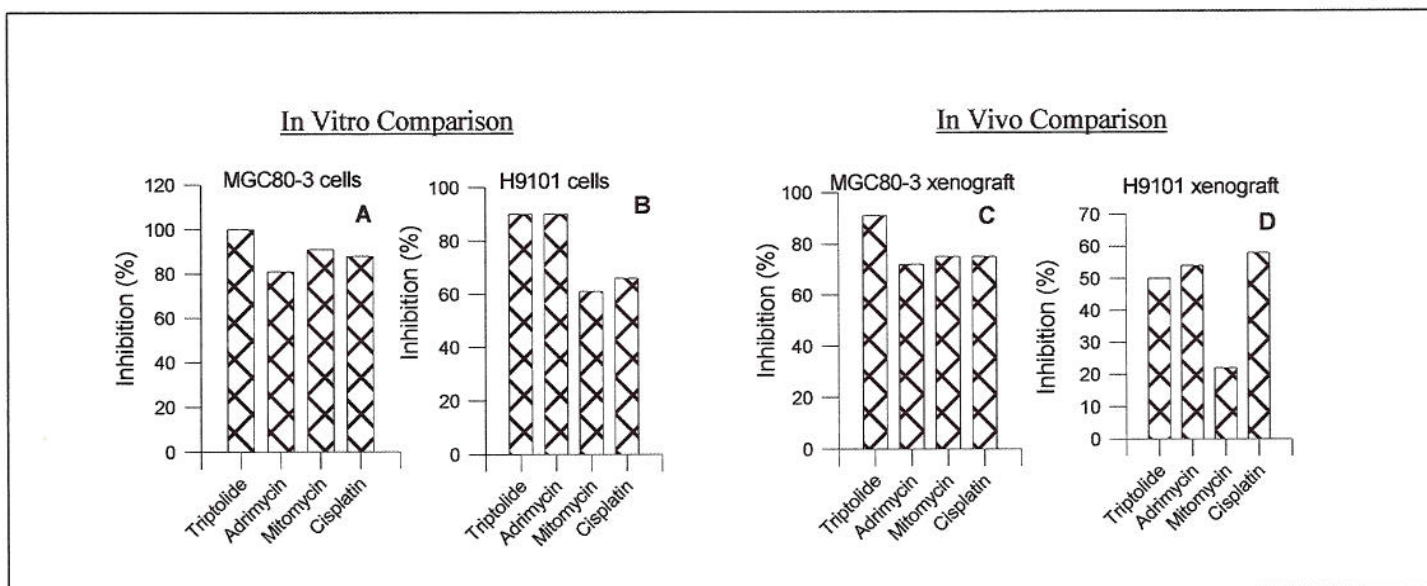 In Vitro Comparison
In Vivo Comparison
MGC80-3 cells
A
Inhibition (%)
120
100
80
60
40
20
0
Triptolide
Adrimycin
Mitomycin
Cisplatin
H9101 cells
B
Inhibition (%)
100
80
60
40
20
0
Triptolide
Adrimycin
Mitomycin
Cisplatin
MGC80-3 xenograft
C
Inhibition (%)
100
80
60
40
20
0
Triptolide
Adrimycin
Mitomycin
Cisplatin
H9101 xenograft
D
Inhibition (%)
70
60
50
40
30
20
10
0
Triptolide
Adrimycin
Mitomycin
Cisplatin